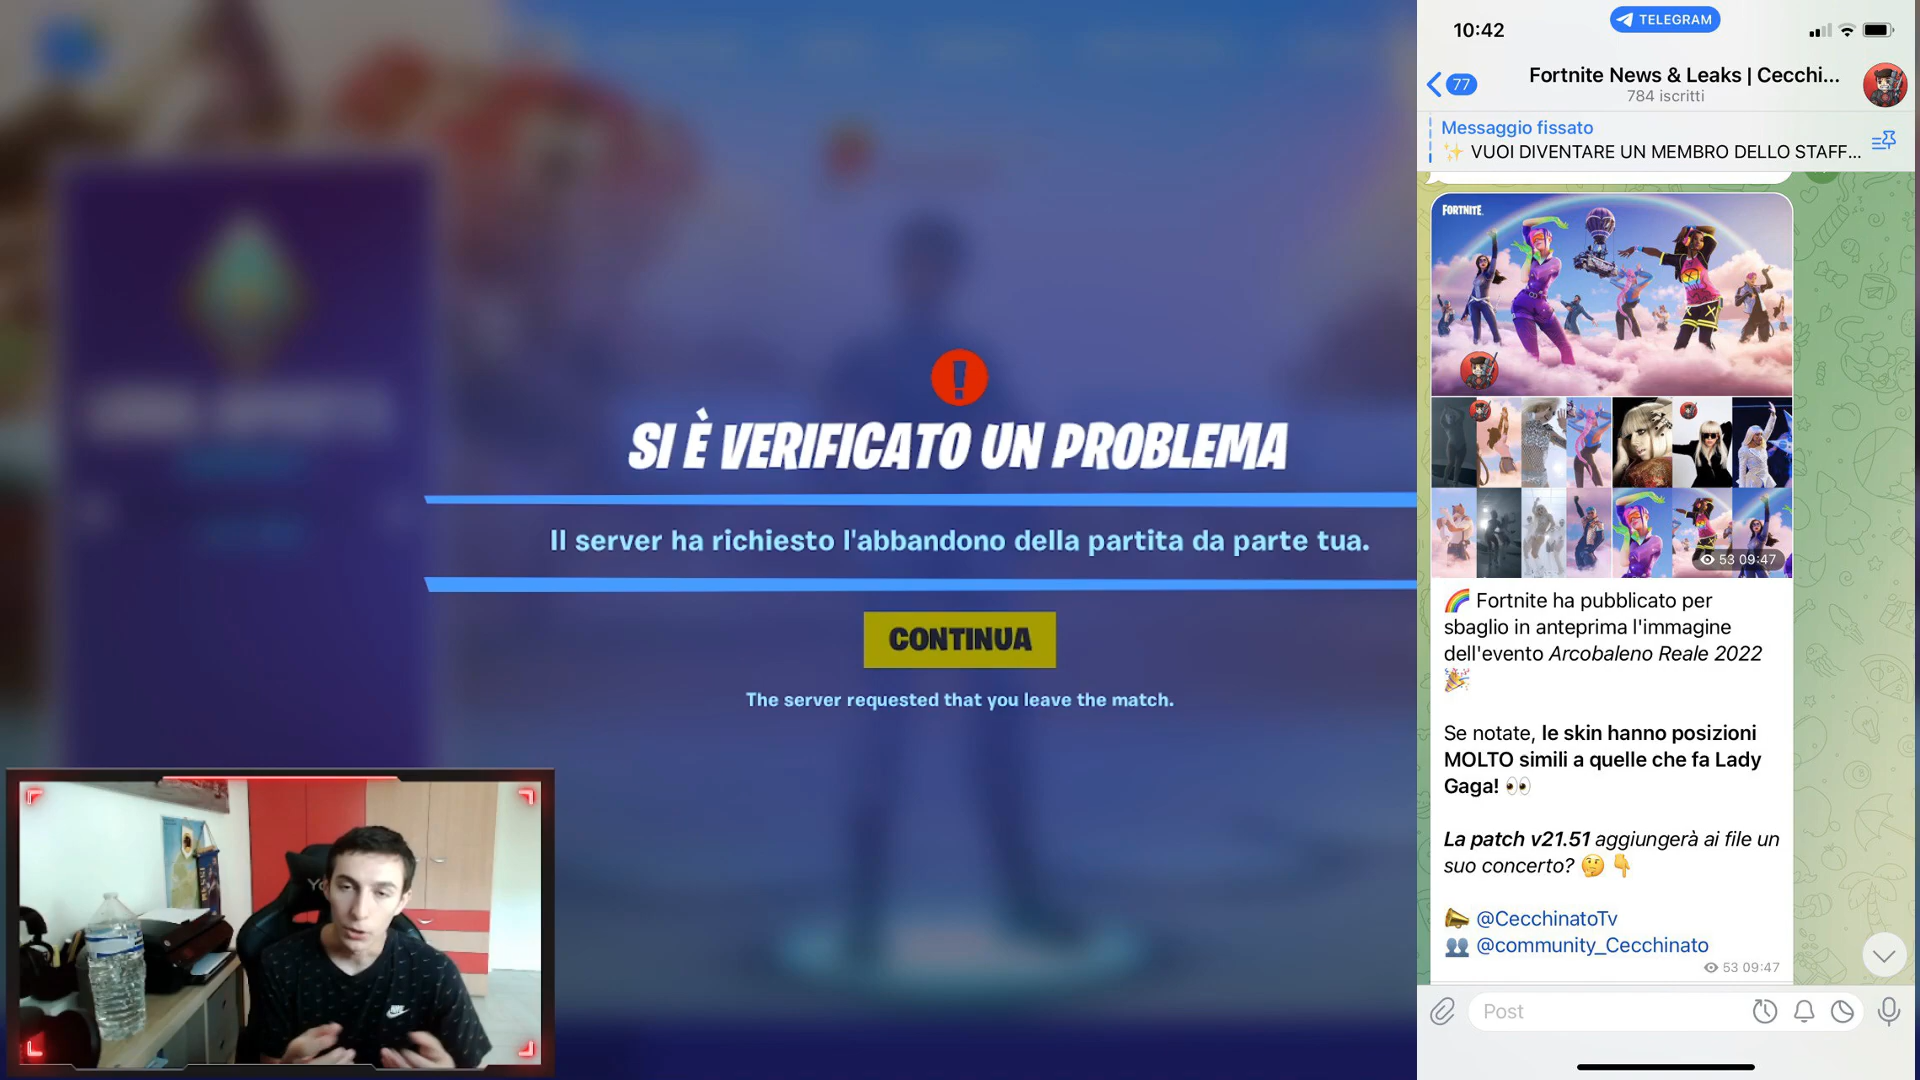 SI È VERIFICATO UN PROBLEMA
Il server ha richiesto l'abbandono della partita da parte tua.
CONTINUA
The server requested that you leave the match.
10:42
TELEGRAM
77
Fortnite News & Leaks | Cecchi...
784 iscritti
Messaggio fissato
✨ VUOI DIVENTARE UN MEMBRO DELLO STAFF...
FORTNITE
53 09:47
🌈 Fortnite ha pubblicato per
sbaglio in anteprima l'immagine
dell'evento Arcobaleno Reale 2022
🎉
Se notate, le skin hanno posizioni
MOLTO simili a quelle che fa Lady
Gaga! 👀
La patch v21.51 aggiungerà ai file un
suo concerto? 🤔 👇
📣 @CecchinatoTv
👥 @community_Cecchinato
53 09:47
Post